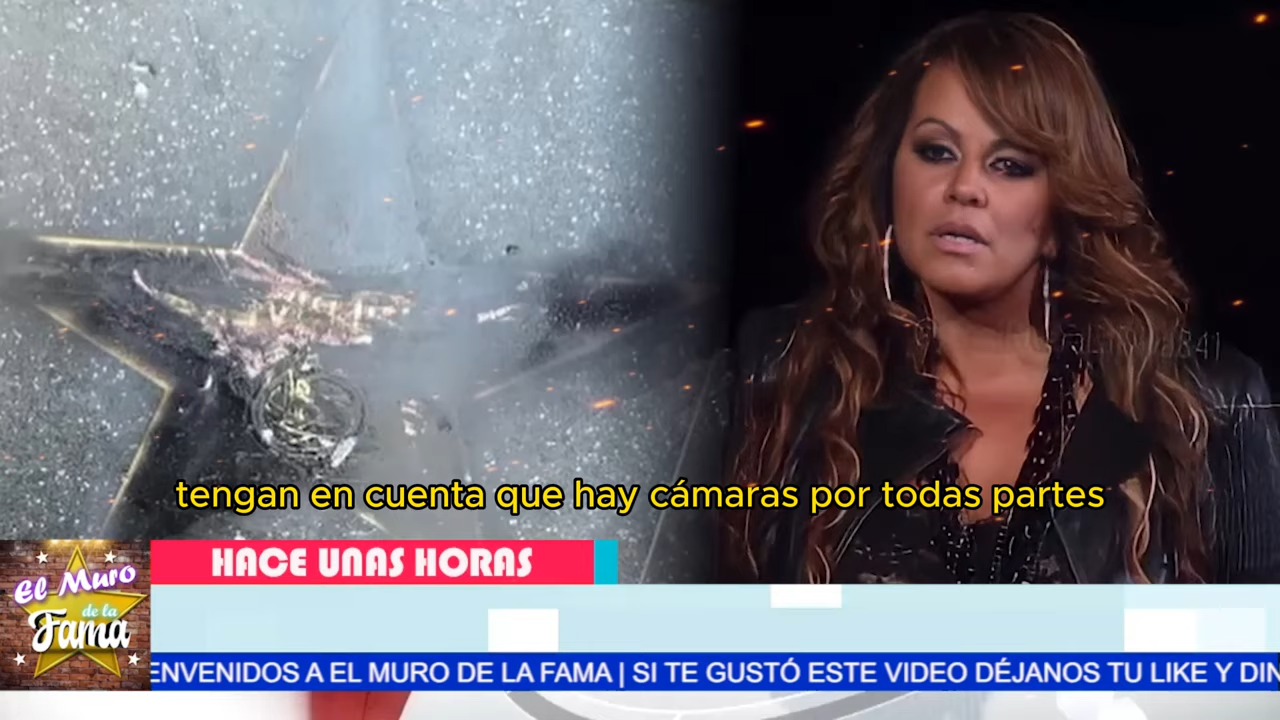 tengan en cuenta que hay cámaras por todas partes
HACE UNAS HORAS
El Muro
de la
Fama
ENVENIDOS A EL MURO DE LA FAMA | SI TE GUSTÓ ESTE VIDEO DÉJANOS TU LIKE Y DIN